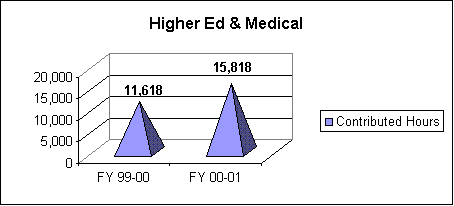 Higher Ed & Medical
20,000
15,000
10,000
5,000
0
11,618
15,818
FY 99-00
FY 00-01
Contributed Hours